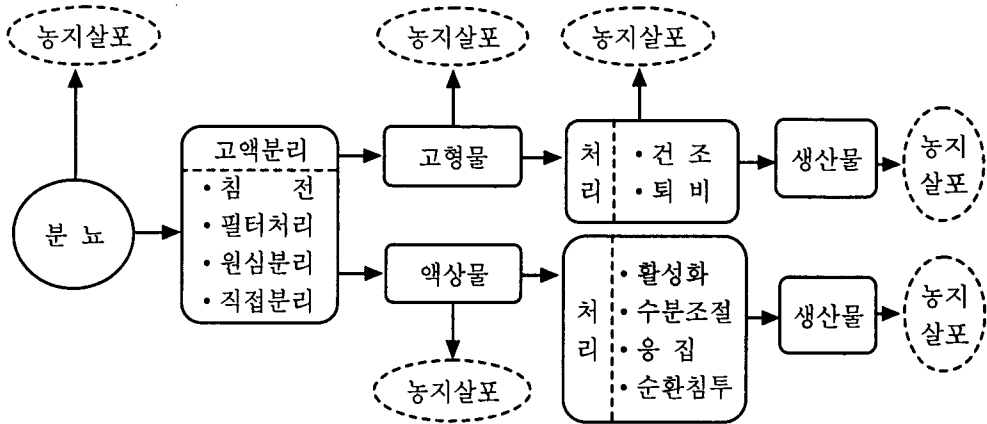 농지살포
농지살포
농지살포
고액분리
• 침 전
• 필터처리
• 원심분리
• 직접분리
고형물
처
리
• 건 조
• 퇴 비
생산물
농지
살포
분 뇨
액상물
처
리
• 활성화
• 수분조절
• 응 집
• 순환침투
생산물
농지
살포
농지살포